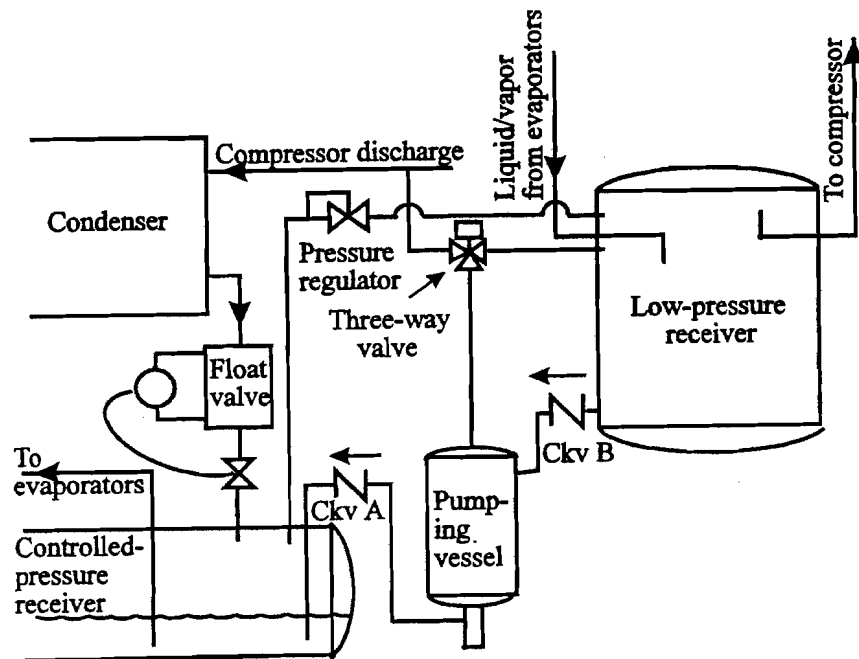 Liquid/vapor
from evaporators
To compressor
Compressor discharge
Condenser
Pressure
regulator
Three-way
valve
Low-pressure
receiver
Float
valve
Ckv B
To
evaporators
Ckv A
Pump-
ing
vessel
Controlled-
pressure
receiver